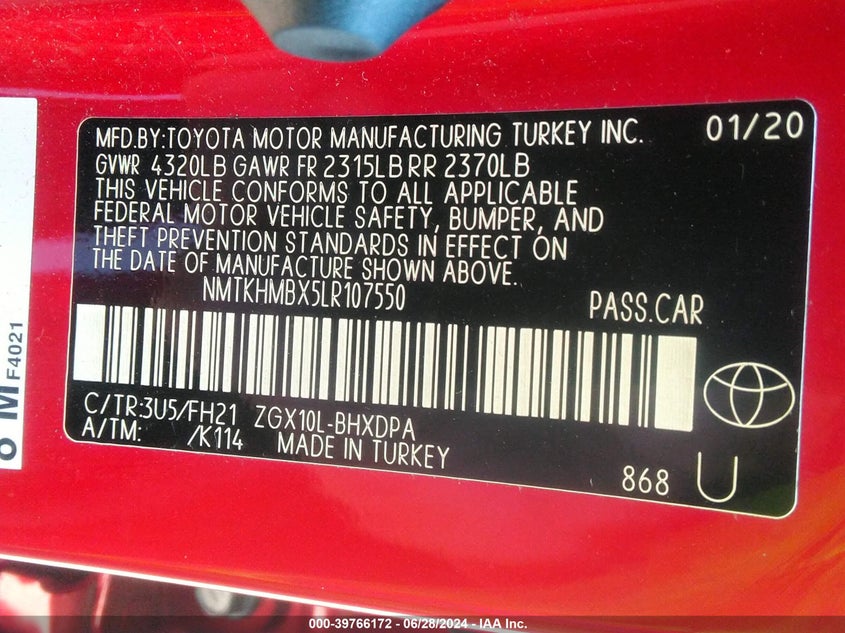 MFD.BY:TOYOTA MOTOR MANUFACTURING TURKEY INC. 01/20
GVWR 4320LB GAWR FR 2315LB RR 2370LB
THIS VEHICLE CONFORMS TO ALL APPLICABLE
FEDERAL MOTOR VEHICLE SAFETY, BUMPER, AND
THEFT PREVENTION STANDARDS IN EFFECT ON
THE DATE OF MANUFACTURE SHOWN ABOVE.
NMTKHMBX5LR107550 PASS.CAR
C/TR:3U5/FH21 ZGX10L-BHXDPA
A/TM: /K114 MADE IN TURKEY
868 U
F4021
000-39766172 - 06/28/2024 - IAA Inc.